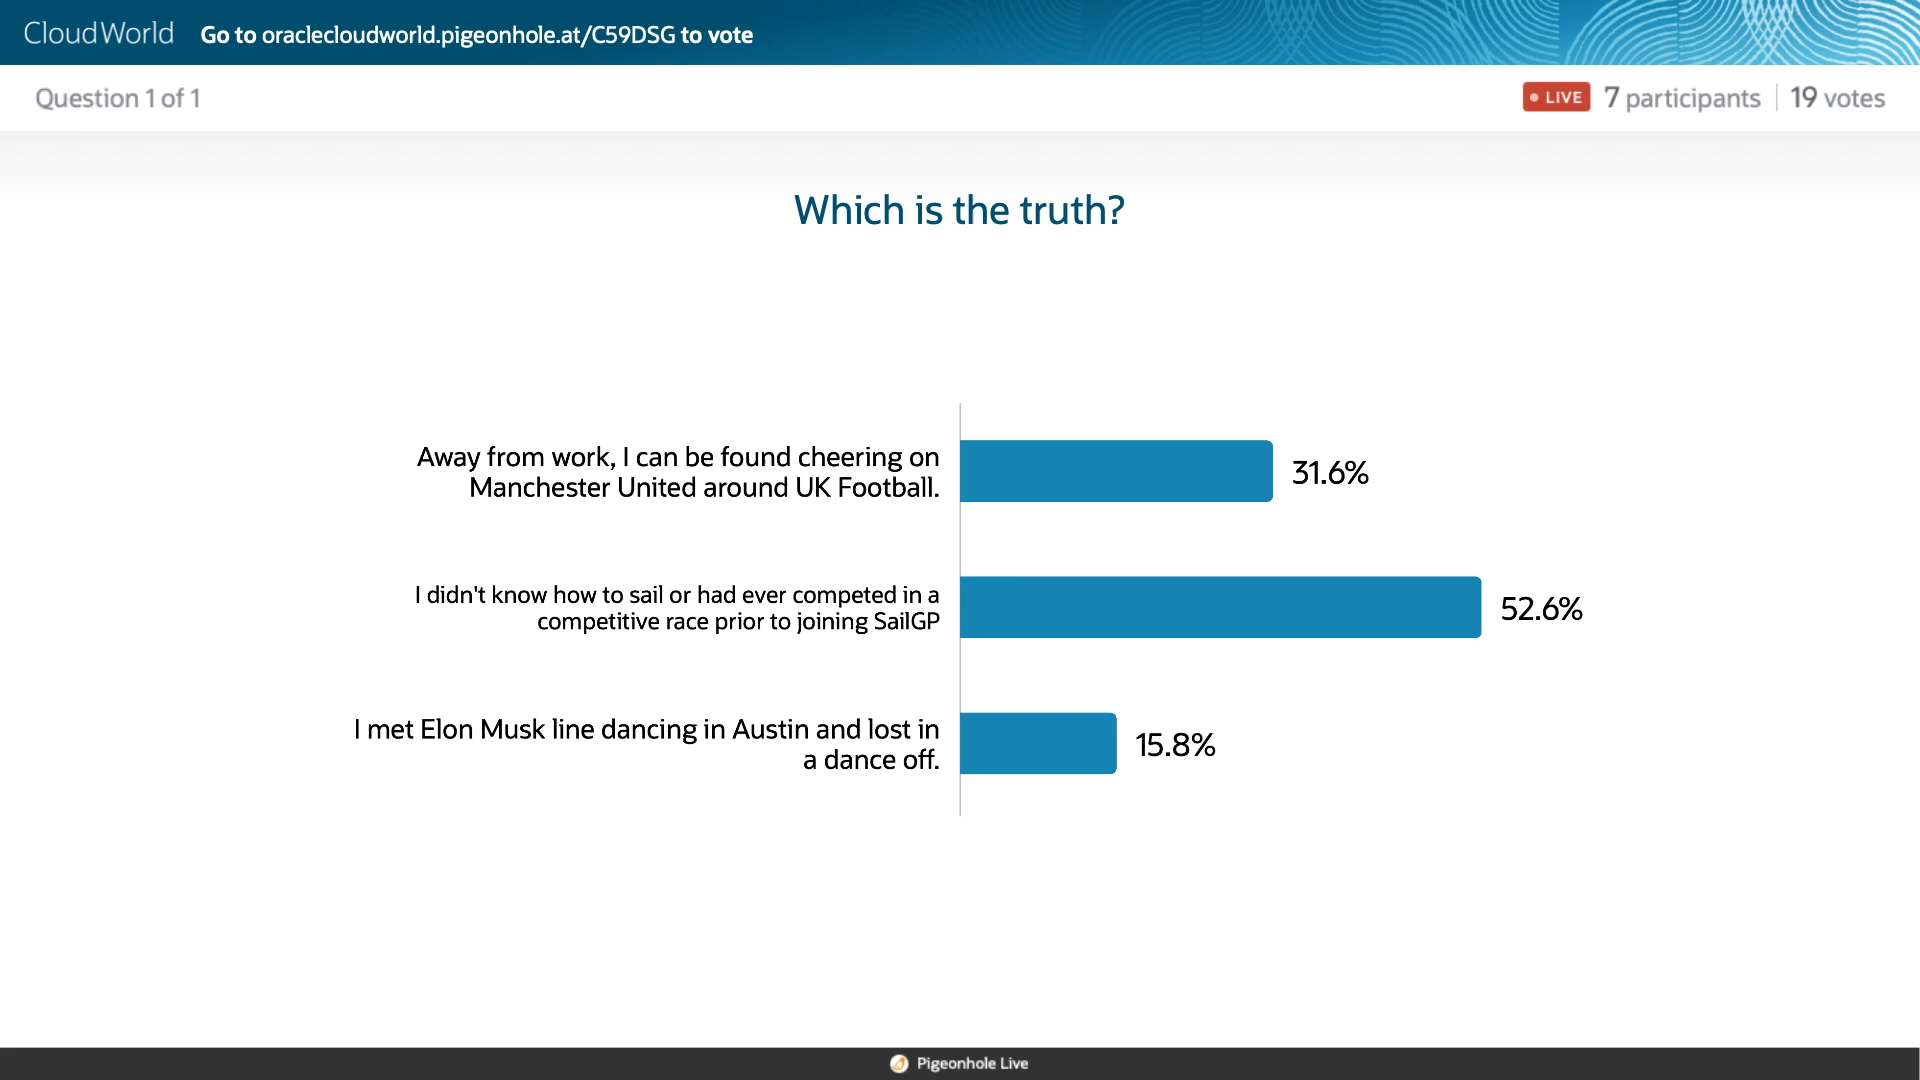 CloudWorld Go to oraclecloudworld.pigeonhole.at/C59DSG to vote
Question 1 of 1
LIVE 7 participants 19 votes
Which is the truth?
Away from work, I can be found cheering on
Manchester United around UK Football.
31.6%
I didn't know how to sail or had ever competed in a
competitive race prior to joining SailGP
52.6%
I met Elon Musk line dancing in Austin and lost in
a dance off.
15.8%
Pigeonhole Live